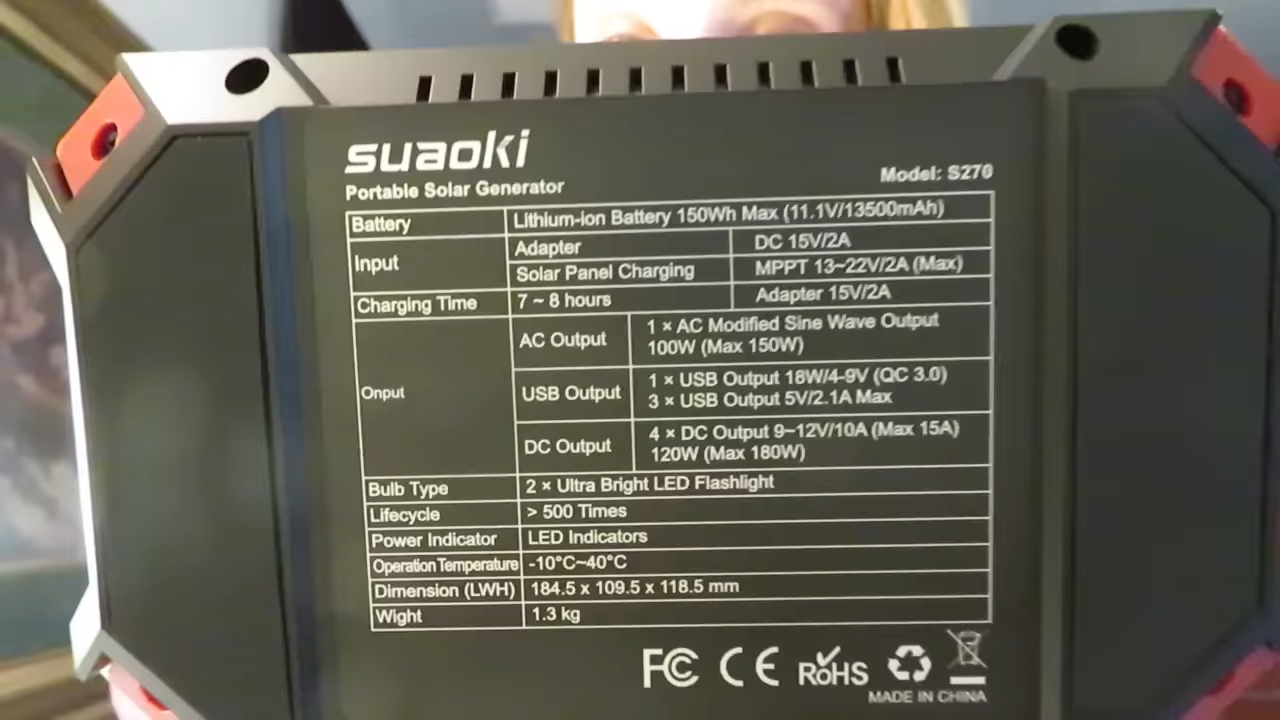 suaoki
Portable Solar Generator
Model: S270
Battery Lithium-ion Battery 150Wh Max (11.1V/13500mAh)
Input Adapter DC 15V/2A
Solar Panel Charging MPPT 13~22V/2A (Max)
Charging Time 7 ~ 8 hours Adapter 15V/2A
Onput
AC Output 1 × AC Modified Sine Wave Output
100W (Max 150W)
USB Output 1 × USB Output 18W/4-9V (QC 3.0)
3 × USB Output 5V/2.1A Max
DC Output 4 × DC Output 9~12V/10A (Max 15A)
120W (Max 180W)
Bulb Type 2 × Ultra Bright LED Flashlight
Lifecycle > 500 Times
Power Indicator LED Indicators
Operation Temperature -10°C~40°C
Dimension (LWH) 184.5 x 109.5 x 118.5 mm
Wight 1.3 kg
FC CE RoHS
MADE IN CHINA